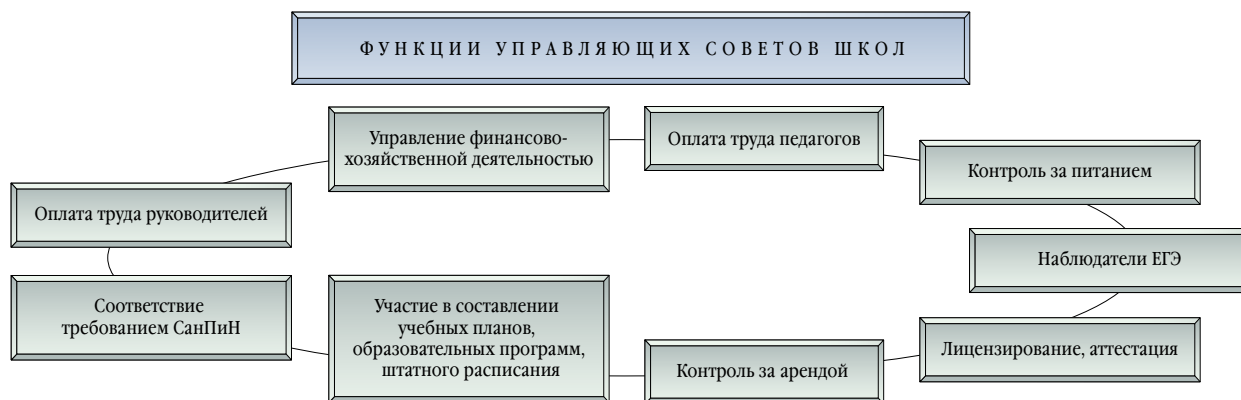 ФУНКЦИИ УПРАВЛЯЮЩИХ СОВЕТОВ ШКОЛ
Управление финансово-
хозяйственной деятельностью
Оплата труда педагогов
Контроль за питанием
Оплата труда руководителей
Наблюдатели ЕГЭ
Соответствие
требованием СанПиН
Участие в составлении
учебных планов,
образовательных программ,
штатного расписания
Контроль за арендой
Лицензирование, аттестация